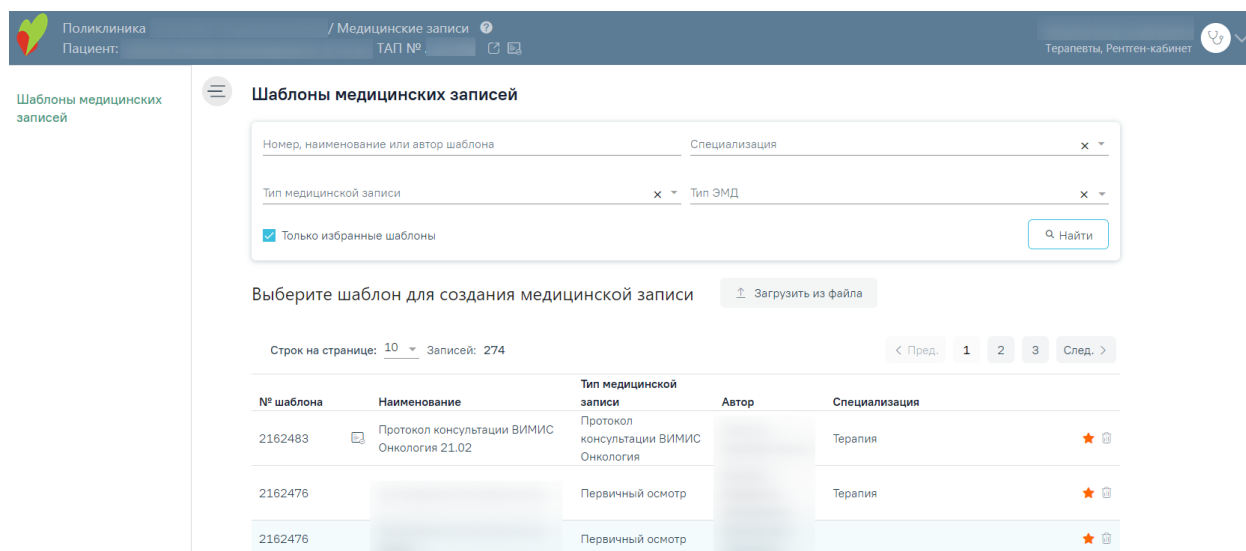 Поликлиника / Медицинские записи ?
Пациент: ТАП №
Терапевты, Рентген-кабинет
Шаблоны медицинских
записей
Шаблоны медицинских записей
Номер, наименование или автор шаблона Специализация
Тип медицинской записи Тип ЭМД
Только избранные шаблоны Найти
Выберите шаблон для создания медицинской записи Загрузить из файла
Строк на странице: 10 Записей: 274 < Пред. 1 2 3 След. >
№ шаблона Наименование Тип медицинской записи Автор Специализация
2162483 Протокол консультации ВИМИС Онкология 21.02 Протокол консультации ВИМИС Онкология Терапия
2162476 Первичный осмотр Терапия
2162476 Первичный осмотр